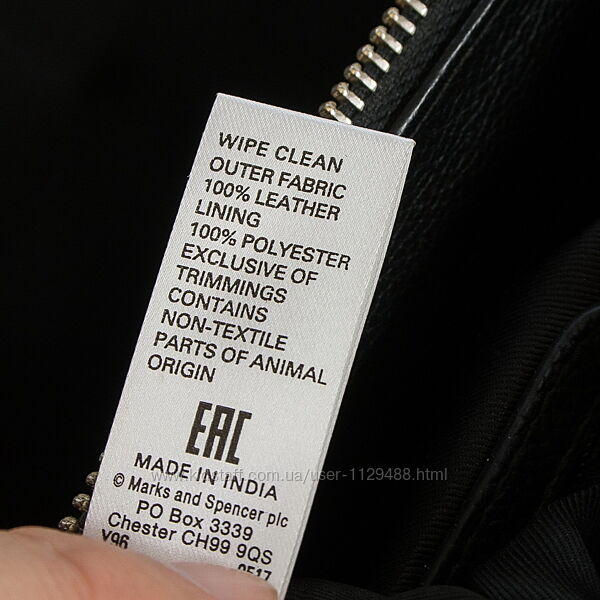 WIPE CLEAN
OUTER FABRIC
100% LEATHER
LINING
100% POLYESTER
EXCLUSIVE OF
TRIMMINGS
CONTAINS
NON-TEXTILE
PARTS OF ANIMAL
ORIGIN
EAC
MADE IN INDIA
© Marks and Spencer plc
PO Box 3339
Chester CH99 9QS
Y96